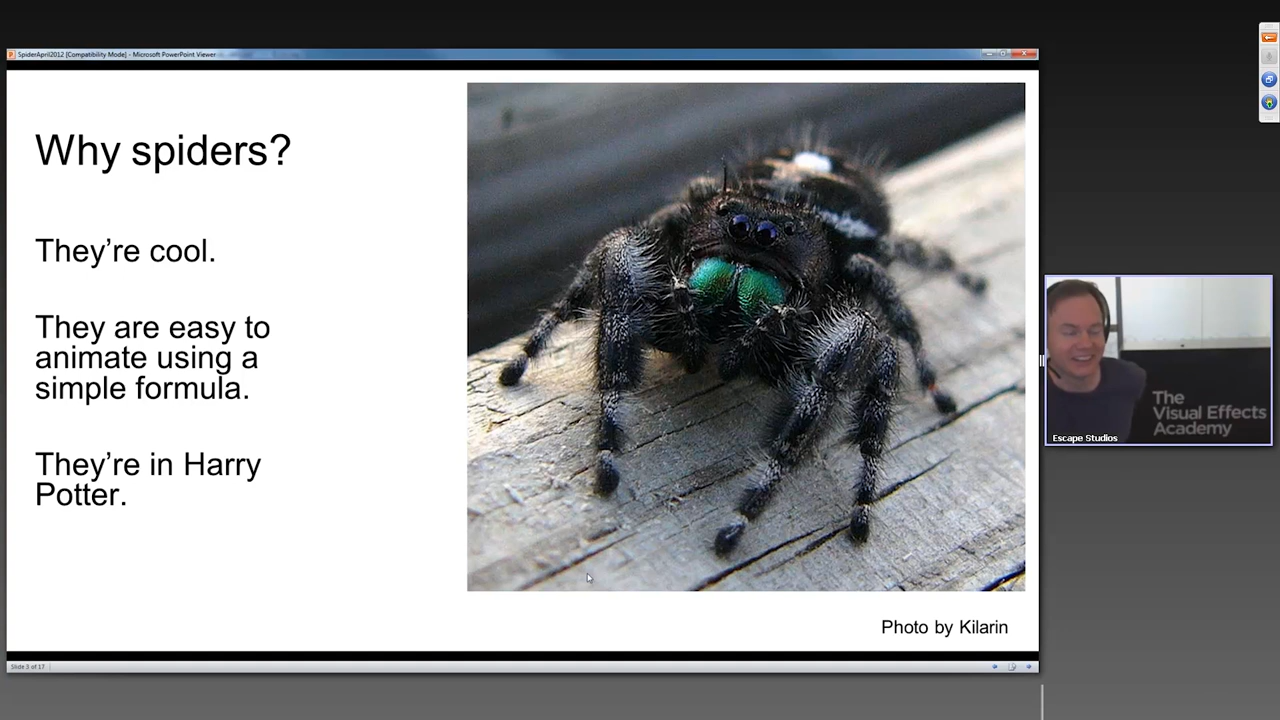 SpiderApril2012 [Compatibility Mode] - Microsoft PowerPoint Viewer
Why spiders?
They're cool.
They are easy to
animate using a
simple formula.
They're in Harry
Potter.
Photo by Kilarin
The
Visual Effects
Academy
Escape Studios
Slide 3 of 17